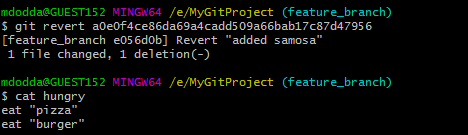 mdodda@GUEST152 MINGW64 /e/MyGitProject (feature_branch)
$ git revert a0e0f4ce86da69a4cadd509a66bab17c87d47956
[feature_branch e056d0b] Revert "added samosa"
1 file changed, 1 deletion(-)
mdodda@GUEST152 MINGW64 /e/MyGitProject (feature_branch)
$ cat hungry
eat "pizza"
eat "burger"